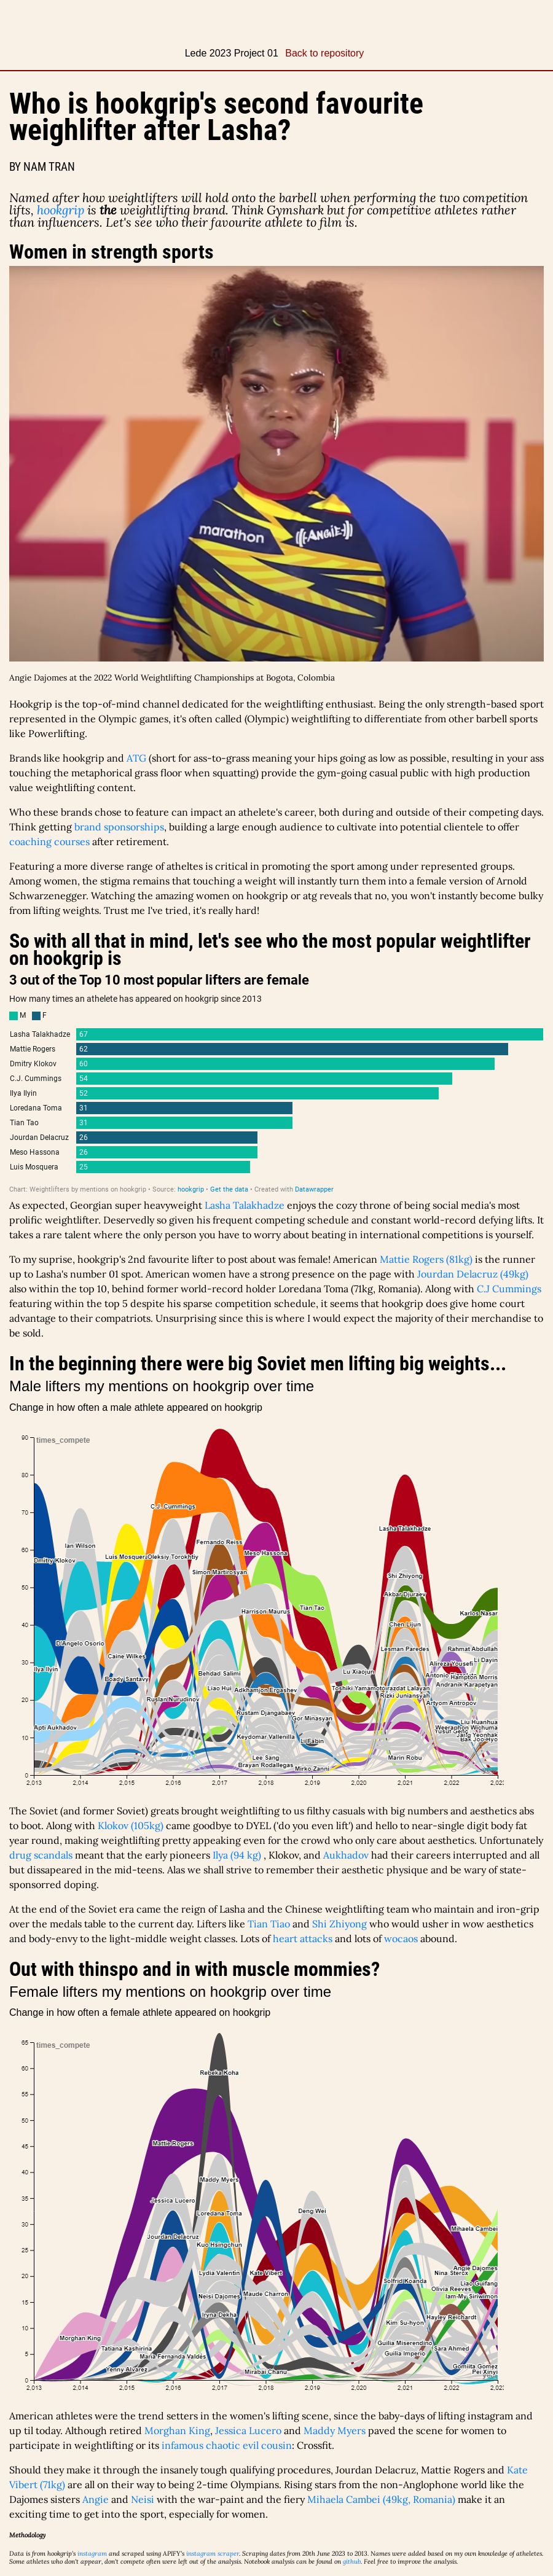 Lede 2023 Project 01 Back to repository
Who is hookgrip's second favourite
weighlifter after Lasha?
BY NAM TRAN
Named after how weightlifters will hold onto the barbell when performing the two competition
lifts, hookgrip is the weightlifting brand. Think Gymshark but for competitive athletes rather
than influencers. Let's see who their favourite athlete to film is.
Women in strength sports
marathon
((ANGIE))
Angie Dajomes at the 2022 World Weightlifting Championships at Bogota, Colombia
Hookgrip is the top-of-mind channel dedicated for the weightlifting enthusiast. Being the only strength-based sport
represented in the Olympic games, it's often called (Olympic) weightlifting to differentiate from other barbell sports
like Powerlifting.
Brands like hookgrip and ATG (short for ass-to-grass meaning your hips going as low as possible, resulting in your ass
touching the metaphorical grass floor when squatting) provide the gym-going casual public with high production
value weightlifting content.
Who these brands chose to feature can impact an athelete's career, both during and outside of their competing days.
Think getting brand sponsorships, building a large enough audience to cultivate into potential clientele to offer
coaching courses after retirement.
Featuring a more diverse range of atheltes is critical in promoting the sport among under represented groups.
Among women, the stigma remains that touching a weight will instantly turn them into a female version of Arnold
Schwarzenegger. Watching the amazing women on hookgrip or atg reveals that no, you won't instantly become bulky
from lifting weights. Trust me I've tried, it's really hard!
So with all that in mind, let's see who the most popular weightlifter
on hookgrip is
3 out of the Top 10 most popular lifters are female
How many times an athelete has appeared on hookgrip since 2013
M F
Lasha Talakhadze 67
Mattie Rogers 62
Dmitry Klokov 60
C.J. Cummings 54
Ilya Ilyin 52
Loredana Toma 31
Tian Tao 31
Jourdan Delacruz 26
Meso Hassona 26
Luis Mosquera 25
Chart: Weightlifters by mentions on hookgrip • Source: hookgrip • Get the data • Created with Datawrapper
As expected, Georgian super heavyweight Lasha Talakhadze enjoys the cozy throne of being social media's most
prolific weightlifter. Deservedly so given his frequent competing schedule and constant world-record defying lifts. It
takes a rare talent where the only person you have to worry about beating in international competitions is yourself.
To my suprise, hookgrip's 2nd favourite lifter to post about was female! American Mattie Rogers (81kg) is the runner
up to Lasha's number 01 spot. American women have a strong presence on the page with Jourdan Delacruz (49kg)
also within the top 10, behind former world-record holder Loredana Toma (71kg, Romania). Along with C.J Cummings
featuring within the top 5 despite his sparse competition schedule, it seems that hookgrip does give home court
advantage to their compatriots. Unsurprising since this is where I would expect the majority of their merchandise to
be sold.
In the beginning there were big Soviet men lifting big weights...
Male lifters my mentions on hookgrip over time
Change in how often a male athlete appeared on hookgrip
times_compete
90
80
70
60
50
40
30
20
10
0
C.J. Cummings
Lasha Talakhadze
Ian Wilson
Fernando Reiss
Dmitriy Klokov
Luis Mosquera
Oleksiy Torokhtiy
Meso Hassona
Simon Martirosyan
Shi Zhiyong
Akbar Djuraev
Tian Tao
Harrison Maurus
Karlos Nasar
Chen Lijun
D'Angelo Osorio
Caine Wilkes
Lesman Paredes
Rahmat Abdullah
Ilya Ilyin
Behdad Salimi
Lu Xiaojun
Alireza Yousefi
Li Dayin
Boady Santavy
Hampton Morris
Andranik Karapetyan
Liao Hui
Adkhamjon Ergashev
Toshiki Yamamoto
Rizki Juniansyah
Ruslan Nurudinov
Artyom Antropov
Rustam Djangabaev
Gor Minasyan
Apti Aukhadov
Liu Huanhua
Weeraphon Wichuma
Keydomar Vallenilla
Lü Xiaojun
Lee Sang
Marin Robu
Brayan Rodallegas
Mirko Zanni
2,013 2,014 2,015 2,016 2,017 2,018 2,019 2,020 2,021 2,022 2,023
The Soviet (and former Soviet) greats brought weightlifting to us filthy casuals with big numbers and aesthetics abs
to boot. Along with Klokov (105kg) came goodbye to DYEL ('do you even lift') and hello to near-single digit body fat
year round, making weightlifting pretty appealing even for the crowd who only care about aesthetics. Unfortunately
drug scandals meant that the early pioneers Ilya (94 kg) , Klokov, and Aukhadov had their careers interrupted and all
but dissapeared in the mid-teens. Alas we shall strive to remember their aesthetic physique and be wary of state-
sponsored doping.
At the end of the Soviet era came the reign of Lasha and the Chinese weightlifting team who maintain and iron-grip
over the medals table to the current day. Lifters like Tian Tiao and Shi Zhiyong who would usher in wow aesthetics
and body-envy to the light-middle weight classes. Lots of heart attacks and lots of wocaos abound.
Out with thinspo and in with muscle mommies?
Female lifters my mentions on hookgrip over time
Change in how often a female athlete appeared on hookgrip
times_compete
65
60
55
50
45
40
35
30
25
20
15
10
5
0
Rebeka Koha
Mattie Rogers
Maddy Myers
Jessica Lucero
Deng Wei
Loredana Toma
Mihaela Cambei
Jourdan Delacruz
Kuo Hsingchun
Lydia Valentin
Kate Vibert
Angie Dajomes
Nina Sterckx
Solfrid Koanda
Liao Guifang
Olivia Reeves
Maude Charron
Neisi Dajomes
Iam-My Sirwimon
Iryna Dekha
Hayley Reichardt
Kim Su-hyon
Morghan King
Giulia Miserendino
Tatiana Kashirina
Sara Ahmed
Giulia Imperio
Maria Fernanda Valdes
Yenny Alvarez
Mirabai Chanu
Pei Xinyi
2,013 2,014 2,015 2,016 2,017 2,018 2,019 2,020 2,021 2,022 2,023
American athletes were the trend setters in the women's lifting scene, since the baby-days of lifting instagram and
up til today. Although retired Morghan King, Jessica Lucero and Maddy Myers paved the scene for women to
participate in weightlifting or its infamous chaotic evil cousin: Crossfit.
Should they make it through the insanely tough qualifying procedures, Jourdan Delacruz, Mattie Rogers and Kate
Vibert (71kg) are all on their way to being 2-time Olympians. Rising stars from the non-Anglophone world like the
Dajomes sisters Angie and Neisi with the war-paint and the fiery Mihaela Cambei (49kg, Romania) make it an
exciting time to get into the sport, especially for women.
Methodology
Data is from hookgrip's instagram and scraped using APIFY's instagram scraper. Scraping dates from 20th June 2023 to 2013. Names were added based on my own knowledge of atheletes.
Some athletes who don't appear, don't compete often were left out of the analysis. Notebook analysis can be found on github. Feel free to improve the analysis.